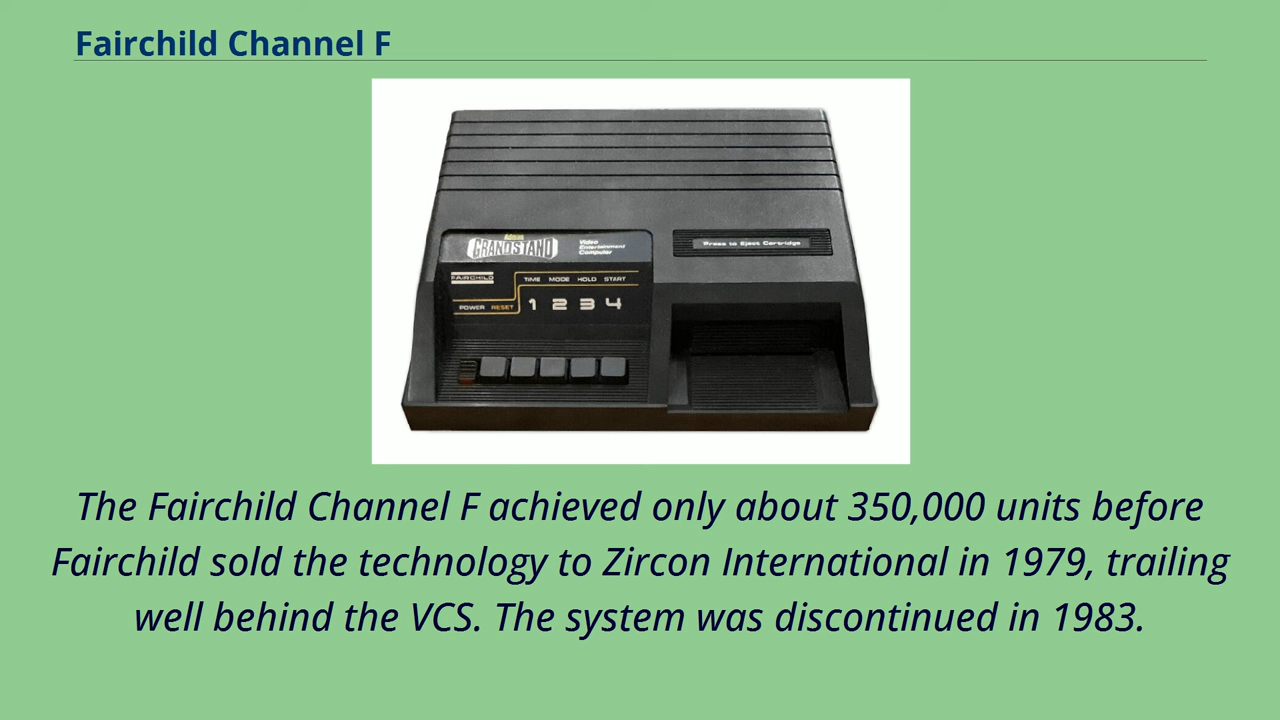 Fairchild Channel F
Adam
GRANDSTAND
Video
Entertainment
Computer
Press to Eject Cartridge
FAIRCHILD
TIME MODE HOLD START
POWER RESET 1 2 3 4
The Fairchild Channel F achieved only about 350,000 units before
Fairchild sold the technology to Zircon International in 1979, trailing
well behind the VCS. The system was discontinued in 1983.